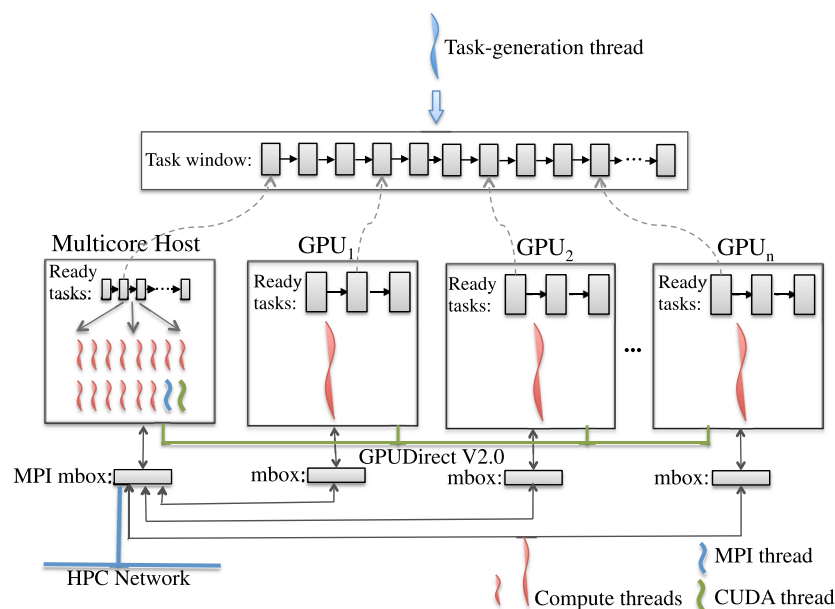 Task-generation thread
Task window:
Multicore Host
GPU1
GPU2
GPUn
Ready tasks:
Ready tasks:
Ready tasks:
Ready tasks:
...
GPUDirect V2.0
MPI mbox:
mbox:
mbox:
mbox:
HPC Network
Compute threads
MPI thread
CUDA thread